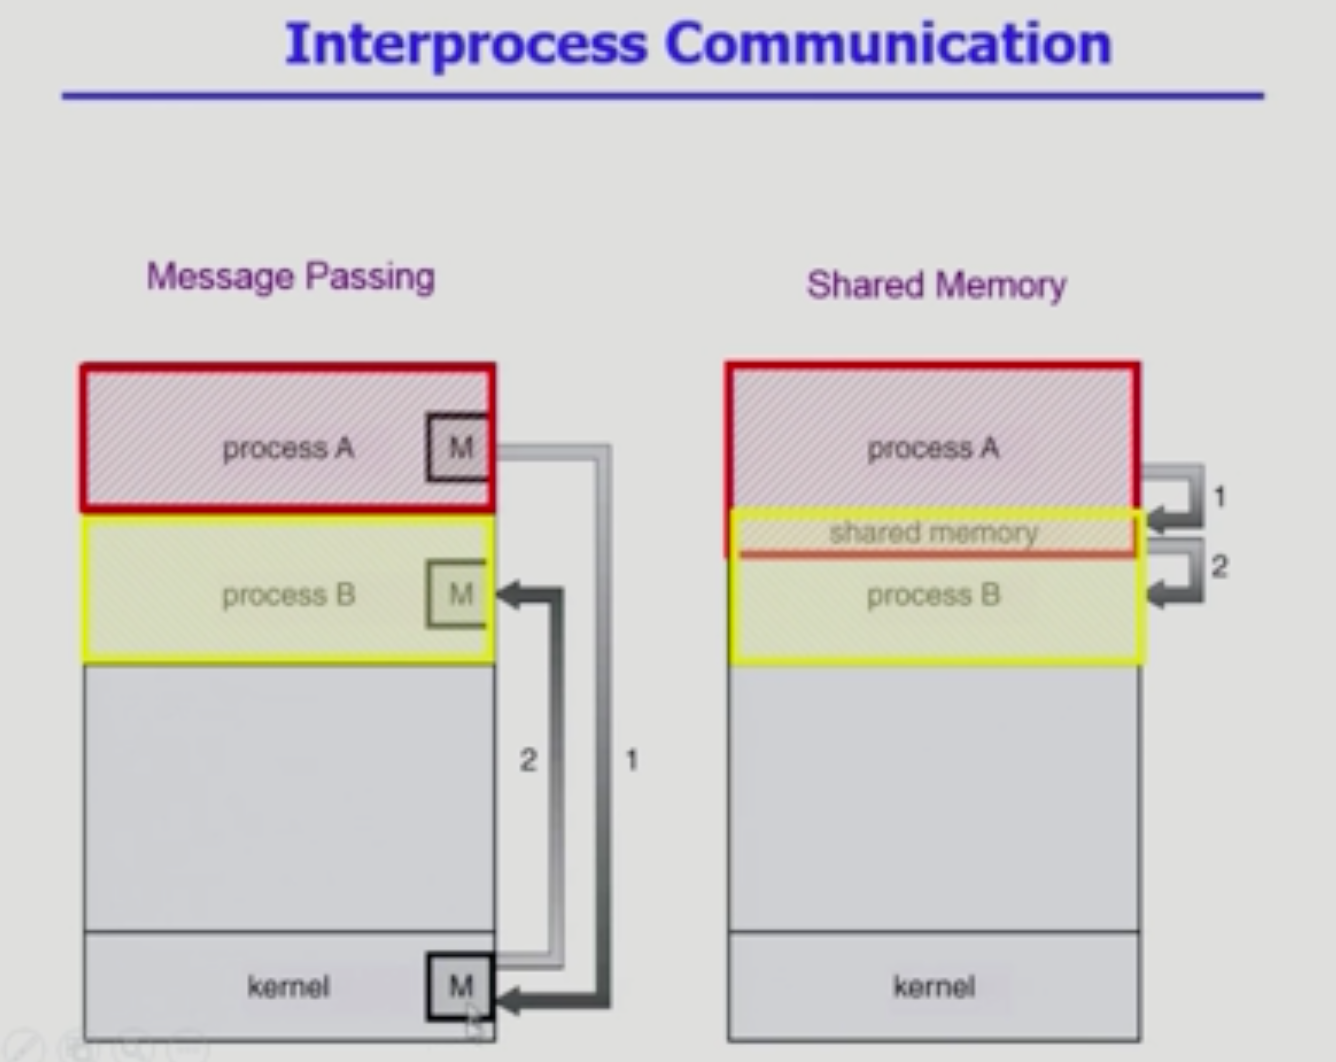 Interprocess Communication
Message Passing
process A
M
process B
M
2
1
kernel
M
Shared Memory
process A
1
shared memory
2
process B
kernel